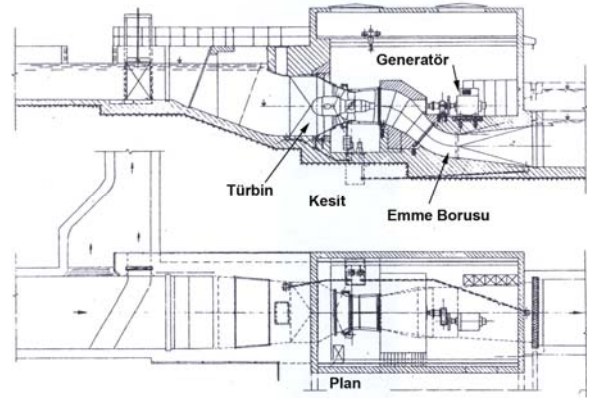 Generatör
Türbin
Kesit
Emme Borusu
Plan